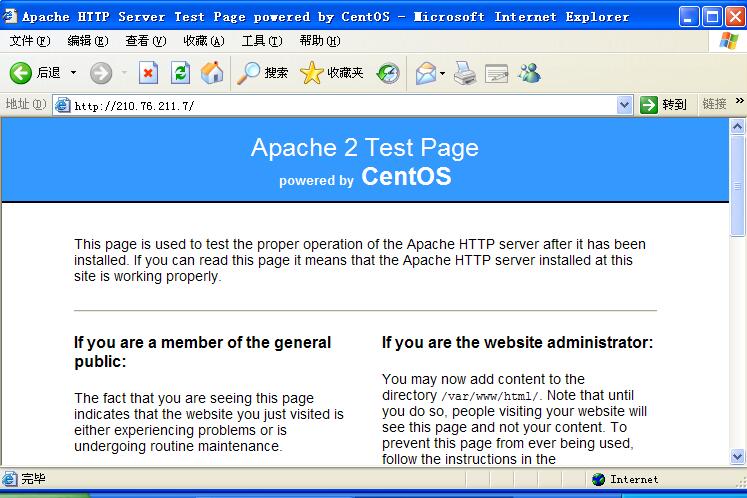 Apache HTTP Server Test Page powered by CentOS - Microsoft Internet Explorer
文件(F) 编辑(E) 查看(V) 收藏(A) 工具(T) 帮助(H)
后退 搜索 收藏夹
地址(D) http://210.76.211.7/ 转到 链接 »
Apache 2 Test Page
powered by CentOS
This page is used to test the proper operation of the Apache HTTP server after it has been
installed. If you can read this page it means that the Apache HTTP server installed at this
site is working properly.
If you are a member of the general
public:
The fact that you are seeing this page
indicates that the website you just visited is
either experiencing problems or is
undergoing routine maintenance.
If you are the website administrator:
You may now add content to the
directory /var/www/html/. Note that until
you do so, people visiting your website will
see this page and not your content. To
prevent this page from ever being used,
follow the instructions in the
完毕 Internet